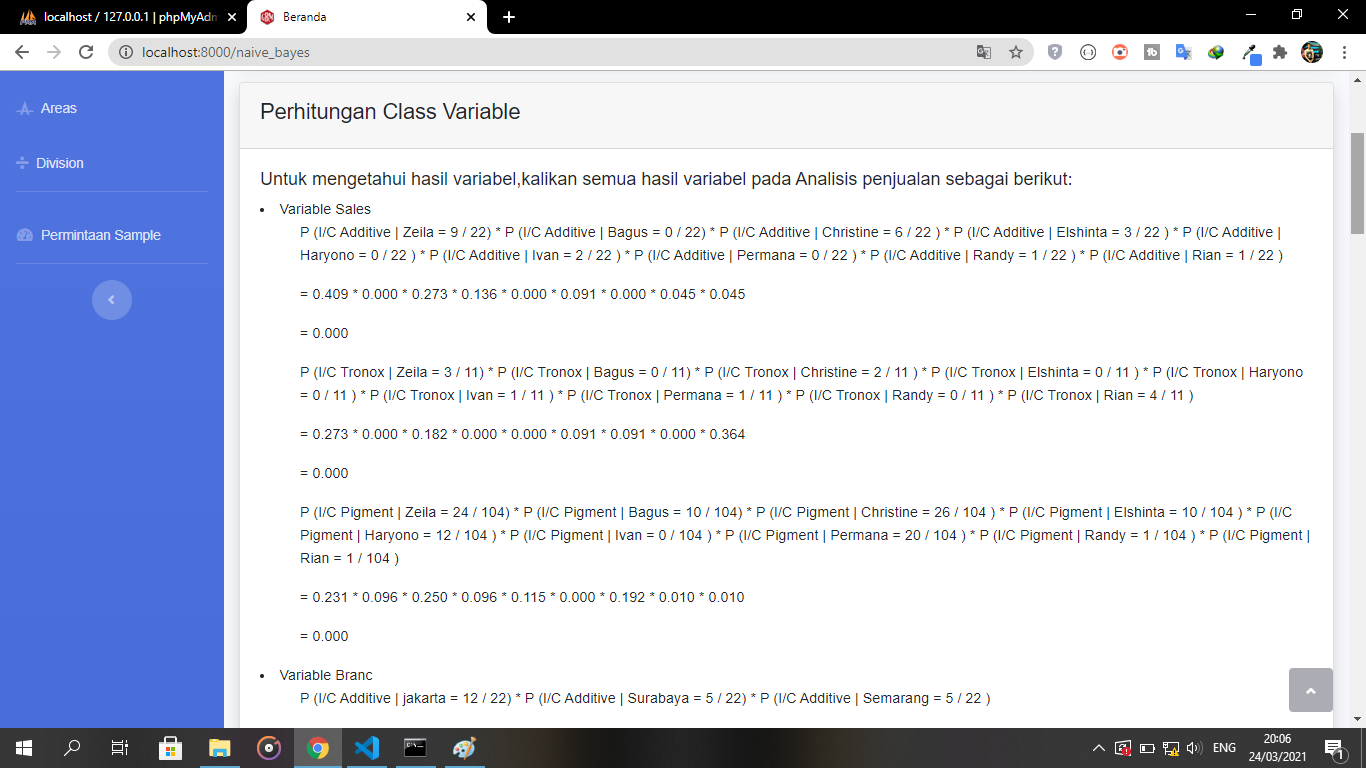 localhost / 127.0.0.1 | phpMyAdm
Beranda
localhost:8000/naive_bayes
Areas
Division
Permintaan Sample
Perhitungan Class Variable
Untuk mengetahui hasil variabel,kalikan semua hasil variabel pada Analisis penjualan sebagai berikut:
• Variable Sales
P (I/C Additive | Zeila = 9 / 22) * P (I/C Additive | Bagus = 0 / 22) * P (I/C Additive | Christine = 6 / 22 ) * P (I/C Additive | Elshinta = 3 / 22 ) * P (I/C Additive |
Haryono = 0 / 22 ) * P (I/C Additive | Ivan = 2 / 22 ) * P (I/C Additive | Permana = 0 / 22 ) * P (I/C Additive | Randy = 1 / 22 ) * P (I/C Additive | Rian = 1 / 22 )
= 0.409 * 0.000 * 0.273 * 0.136 * 0.000 * 0.091 * 0.000 * 0.045 * 0.045
= 0.000
P (I/C Tronox | Zeila = 3 / 11) * P (I/C Tronox | Bagus = 0 / 11) * P (I/C Tronox | Christine = 2 / 11 ) * P (I/C Tronox | Elshinta = 0 / 11 ) * P (I/C Tronox | Haryono
= 0 / 11 ) * P (I/C Tronox | Ivan = 1 / 11 ) * P (I/C Tronox | Permana = 1 / 11 ) * P (I/C Tronox | Randy = 0 / 11 ) * P (I/C Tronox | Rian = 4 / 11 )
= 0.273 * 0.000 * 0.182 * 0.000 * 0.000 * 0.091 * 0.091 * 0.000 * 0.364
= 0.000
P (I/C Pigment | Zeila = 24 / 104) * P (I/C Pigment | Bagus = 10 / 104) * P (I/C Pigment | Christine = 26 / 104 ) * P (I/C Pigment | Elshinta = 10 / 104 ) * P (I/C
Pigment | Haryono = 12 / 104 ) * P (I/C Pigment | Ivan = 0 / 104 ) * P (I/C Pigment | Permana = 20 / 104 ) * P (I/C Pigment | Randy = 1 / 104 ) * P (I/C Pigment |
Rian = 1 / 104 )
= 0.231 * 0.096 * 0.250 * 0.096 * 0.115 * 0.000 * 0.192 * 0.010 * 0.010
= 0.000
• Variable Branc
P (I/C Additive | jakarta = 12 / 22) * P (I/C Additive | Surabaya = 5 / 22) * P (I/C Additive | Semarang = 5 / 22 )
ENG
20:06
24/03/2021
1